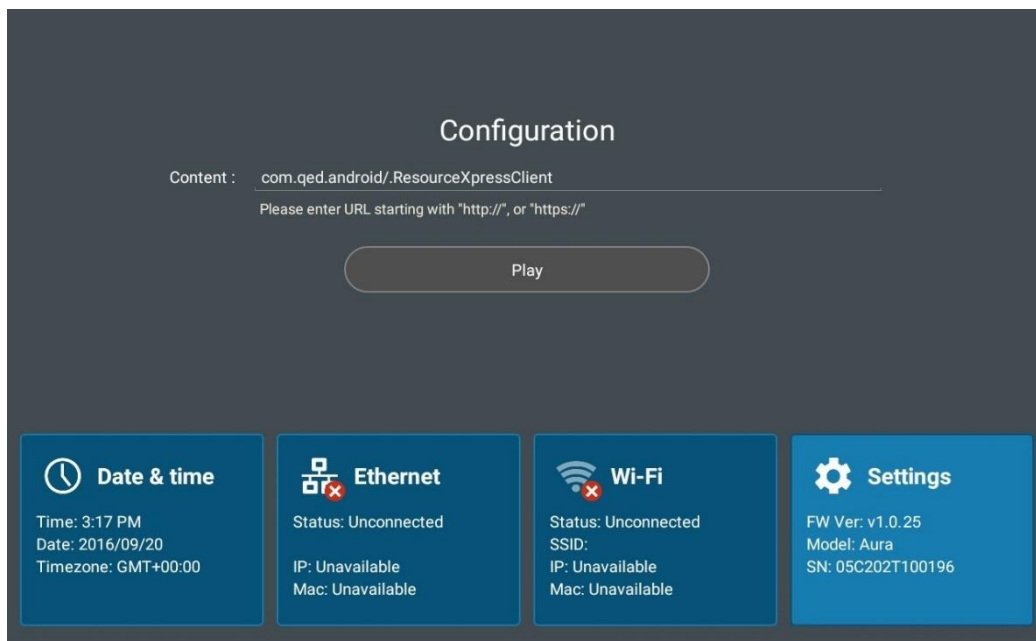 Configuration
Content : com.qed.android/.ResourceXpressClient
Please enter URL starting with "http://", or "https://"
Play
Date & time
Time: 3:17 PM
Date: 2016/09/20
Timezone: GMT+00:00
Ethernet
Status: Unconnected
IP: Unavailable
Mac: Unavailable
Wi-Fi
Status: Unconnected
SSID:
IP: Unavailable
Mac: Unavailable
Settings
FW Ver: v1.0.25
Model: Aura
SN: 05C202T100196